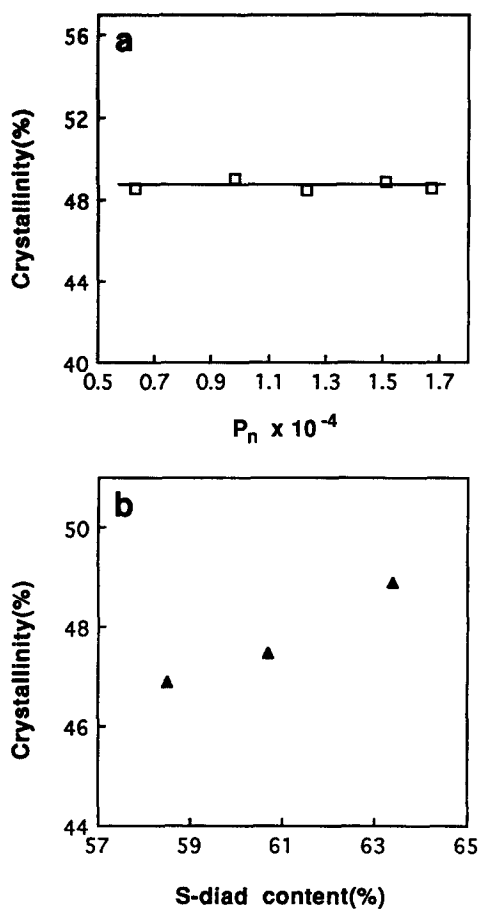 a
56
52
48
44
40
Crystallinity(%)
0.5 0.7 0.9 1.1 1.3 1.5 1.7
Pn x 10-4
b
50
48
46
44
Crystallinity(%)
57 59 61 63 65
S-diad content(%)